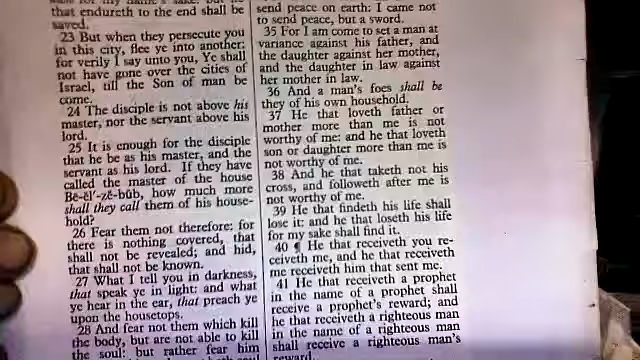 that endureth to the end shall be
saved.
23 But when they persecute you
in this city, flee ye into another:
for verily I say unto you, Ye shall
not have gone over the cities of
Israel, till the Son of man be
come.
24 The disciple is not above his
master, nor the servant above his
lord.
25 It is enough for the disciple
that he be as his master, and the
servant as his lord. If they have
called the master of the house
Bē-ĕl′-zĕ-bŭb, how much more
shall they call them of his house-
hold?
26 Fear them not therefore: for
there is nothing covered, that
shall not be revealed; and hid,
that shall not be known.
27 What I tell you in darkness,
that speak ye in light: and what
ye hear in the ear, that preach ye
upon the housetops.
28 And fear not them which kill
the body, but are not able to kill
the soul: but rather fear him
send peace on earth: I came not
to send peace, but a sword.
35 For I am come to set a man at
variance against his father, and
the daughter against her mother,
and the daughter in law against
her mother in law.
36 And a man's foes shall be
they of his own household.
37 He that loveth father or
mother more than me is not
worthy of me: and he that loveth
son or daughter more than me is
not worthy of me.
38 And he that taketh not his
cross, and followeth after me is
not worthy of me.
39 He that findeth his life shall
lose it: and he that loseth his life
for my sake shall find it.
40 ¶ He that receiveth you re-
ceiveth me, and he that receiveth
me receiveth him that sent me.
41 He that receiveth a prophet
in the name of a prophet shall
receive a prophet's reward; and
he that receiveth a righteous man
in the name of a righteous man
shall receive a righteous man's
reward.